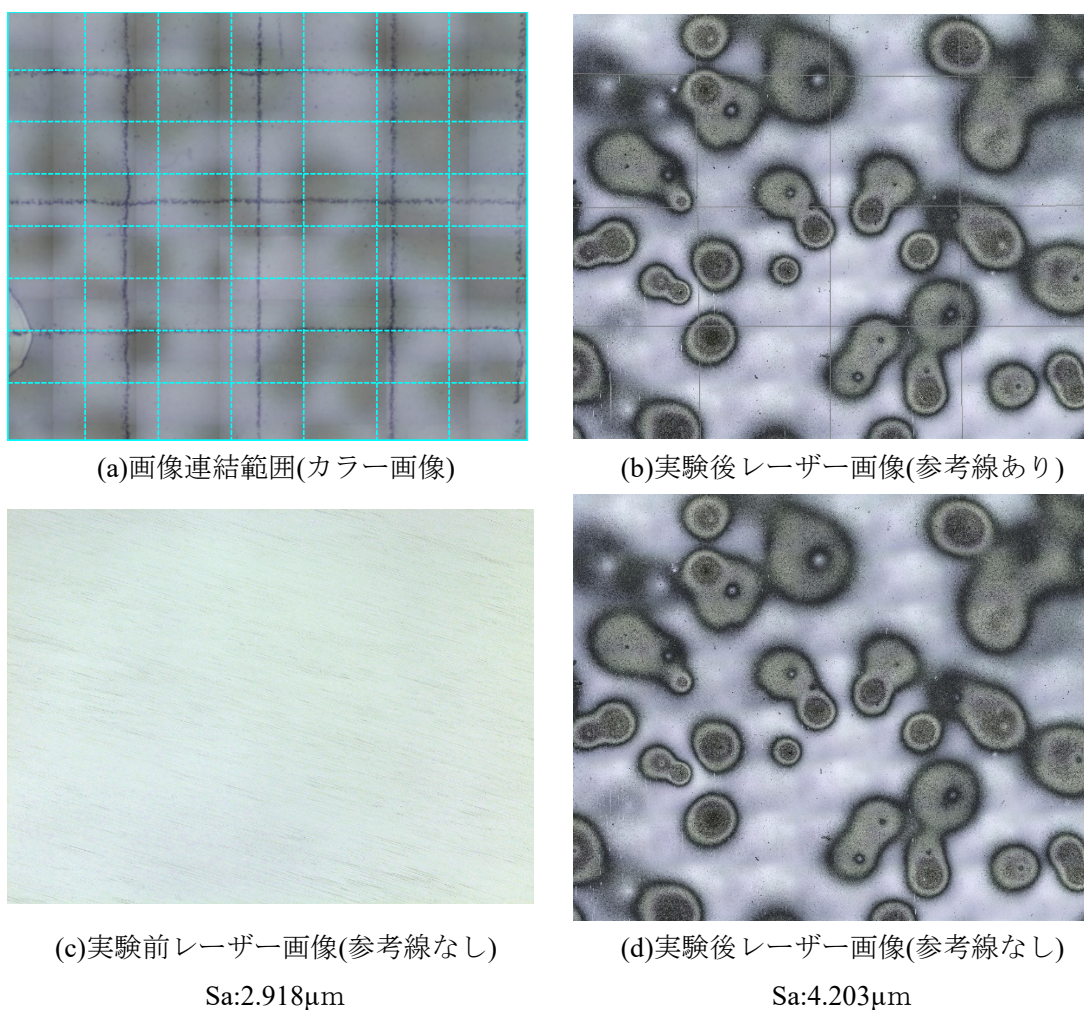 (a)画像連結範囲(カラー画像)
(b)実験後レーザー画像(参考線あり)
(c)実験前レーザー画像(参考線なし)
Sa:2.918μm
(d)実験後レーザー画像(参考線なし)
Sa:4.203μm